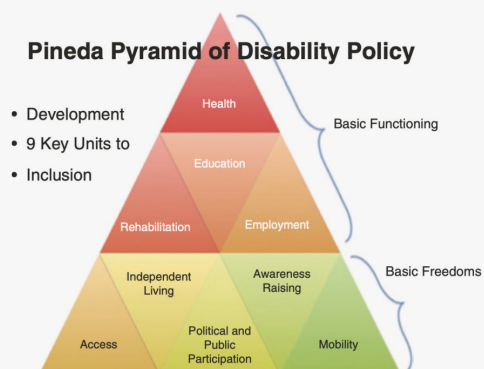 Pineda Pyramid of Disability Policy
• Development
• 9 Key Units to
• Inclusion
Health
Basic Functioning
Education
Rehabilitation
Employment
Basic Freedoms
Independent
Living
Awareness
Raising
Access
Political and
Public
Participation
Mobility